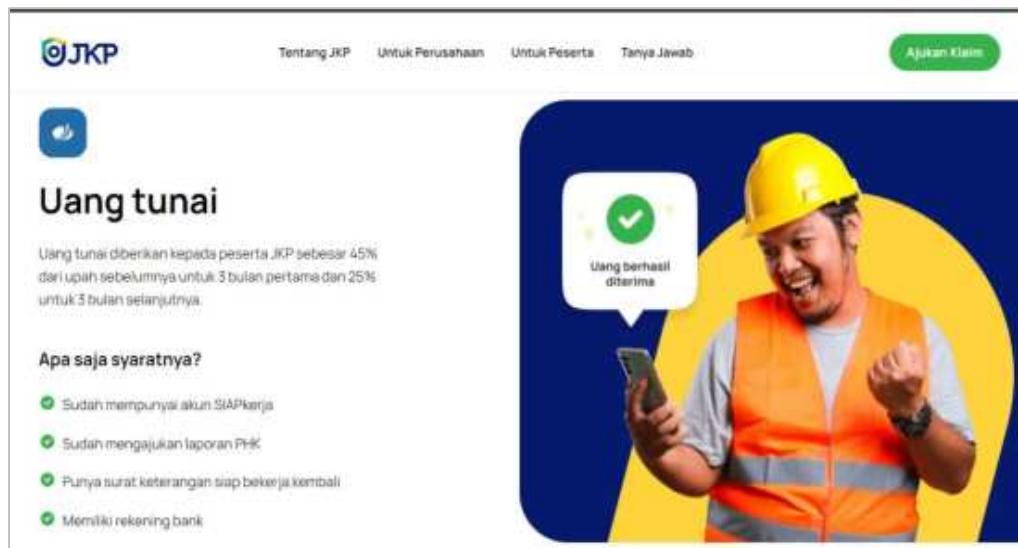 JKP
Tentang JKP
Untuk Perusahaan
Untuk Peserta
Tanya Jawab
Ajukan Klaim
Uang tunai
Uang tunai diberikan kepada peserta JKP sebesar 45%
dari upah sebelumnya untuk 3 bulan pertama dan 25%
untuk 3 bulan selanjutnya.
Uang berhasil
diterima
Apa saja syaratnya?
Sudah mempunyai akun SIAPkerja
Sudah mengajukan laporan PHK
Punya surat keterangan siap bekerja kembali
Memiliki rekening bank